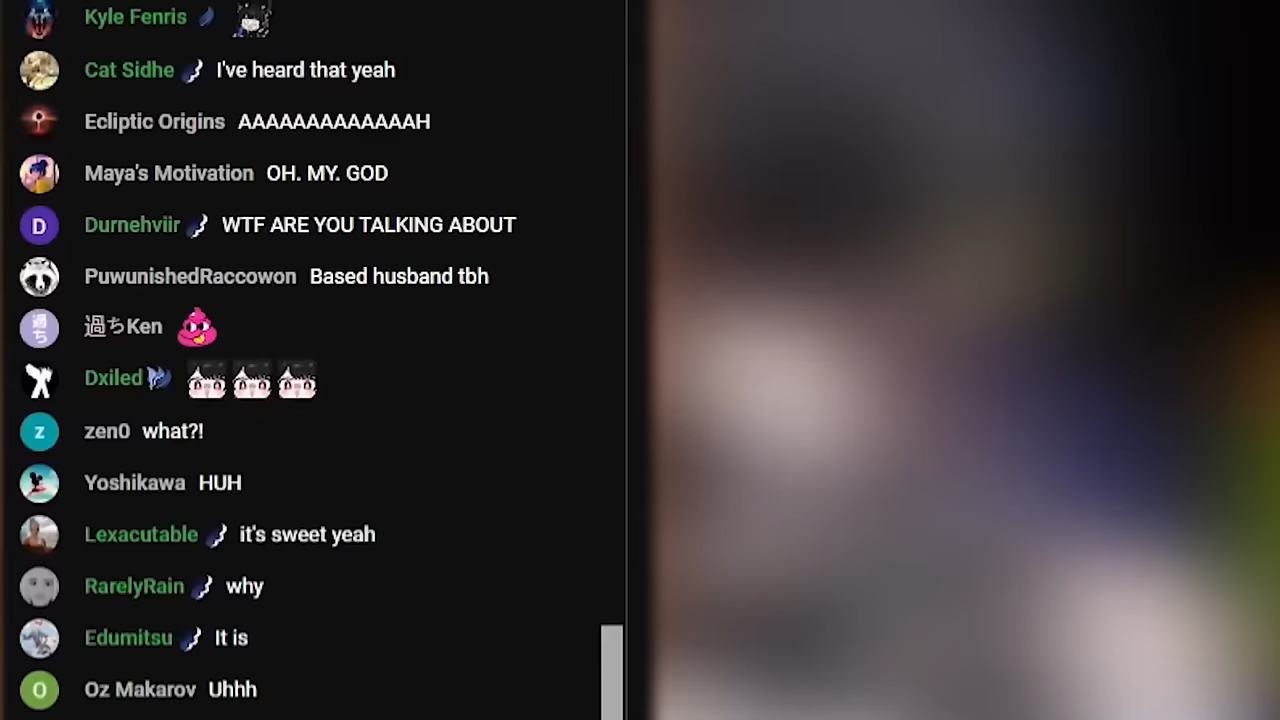 Kyle Fenris
Cat Sidhe I've heard that yeah
Ecliptic Origins AAAAAAAAAAAAAH
Maya's Motivation OH. MY. GOD
D Durnehviir WTF ARE YOU TALKING ABOUT
PuwunishedRaccowon Based husband tbh
過ち 過ちKen
Dxiled
z zen0 what?!
Yoshikawa HUH
Lexacutable it's sweet yeah
RarelyRain why
Edumitsu It is
O Oz Makarov Uhhh